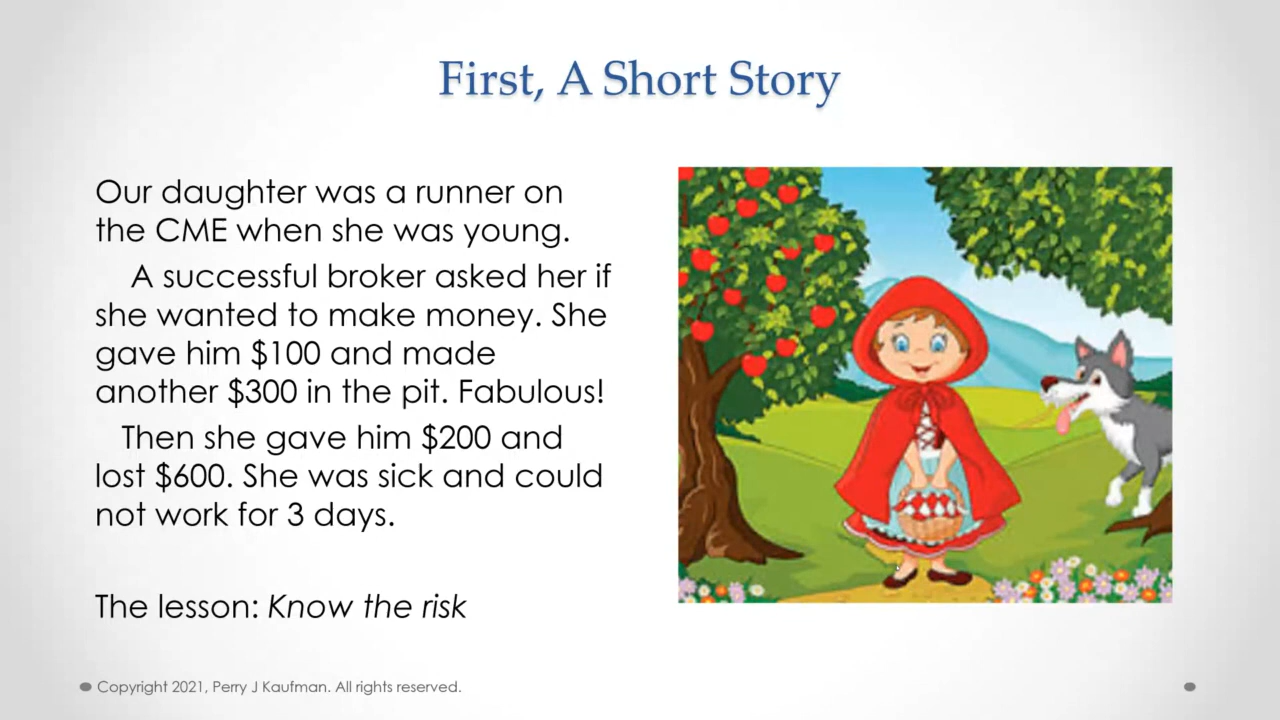 First, A Short Story
Our daughter was a runner on
the CME when she was young.
A successful broker asked her if
she wanted to make money. She
gave him $100 and made
another $300 in the pit. Fabulous!
Then she gave him $200 and
lost $600. She was sick and could
not work for 3 days.
The lesson: Know the risk
Copyright 2021, Perry J Kaufman. All rights reserved.